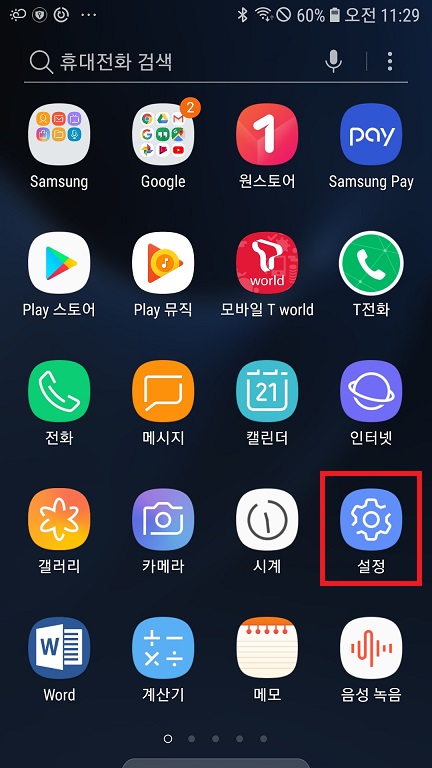 60% 오전 11:29
휴대전화 검색
2
Samsung
Google
원스토어
pay
Samsung Pay
Play 스토어
Play 뮤직
T
world
모바일 T world
T전화
전화
메시지
21
캘린더
인터넷
갤러리
카메라
시계
설정
W
Word
계산기
메모
음성 녹음